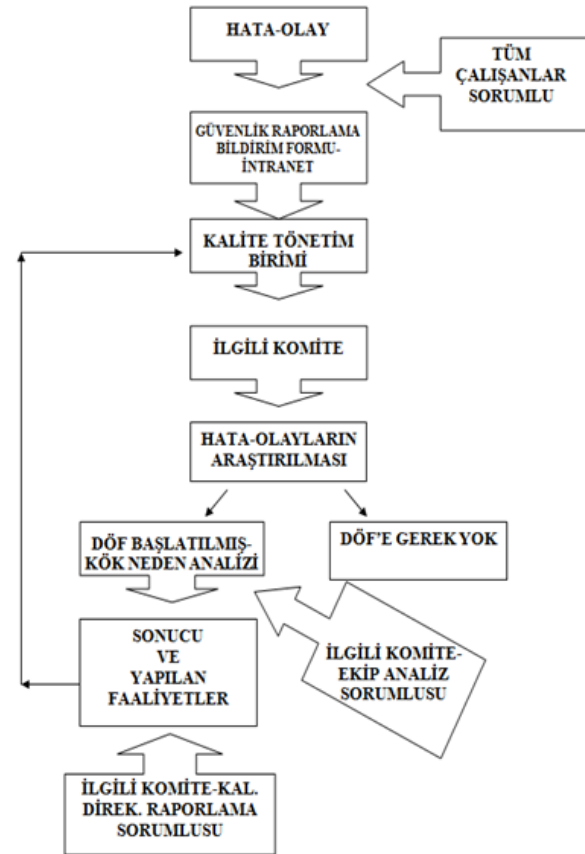 HATA-OLAY
TÜM
ÇALIŞANLAR
SORUMLU
GÜVENLİK RAPORLAMA
BİLDİRİM FORMU-
İNTRANET
KALİTE TÖNETİM
BİRİMİ
İLGİLİ KOMİTE
HATA-OLAYLARIN
ARAŞTIRILMASI
DÖF BAŞLATILMIŞ-
KÖK NEDEN ANALİZİ
DÖF'E GEREK YOK
SONUCU
VE
YAPILAN
FAALİYETLER
İLGİLİ KOMİTE-
EKİP ANALİZ
SORUMLUSU
İLGİLİ KOMİTE-KAL.
DİREK. RAPORLAMA
SORUMLUSU